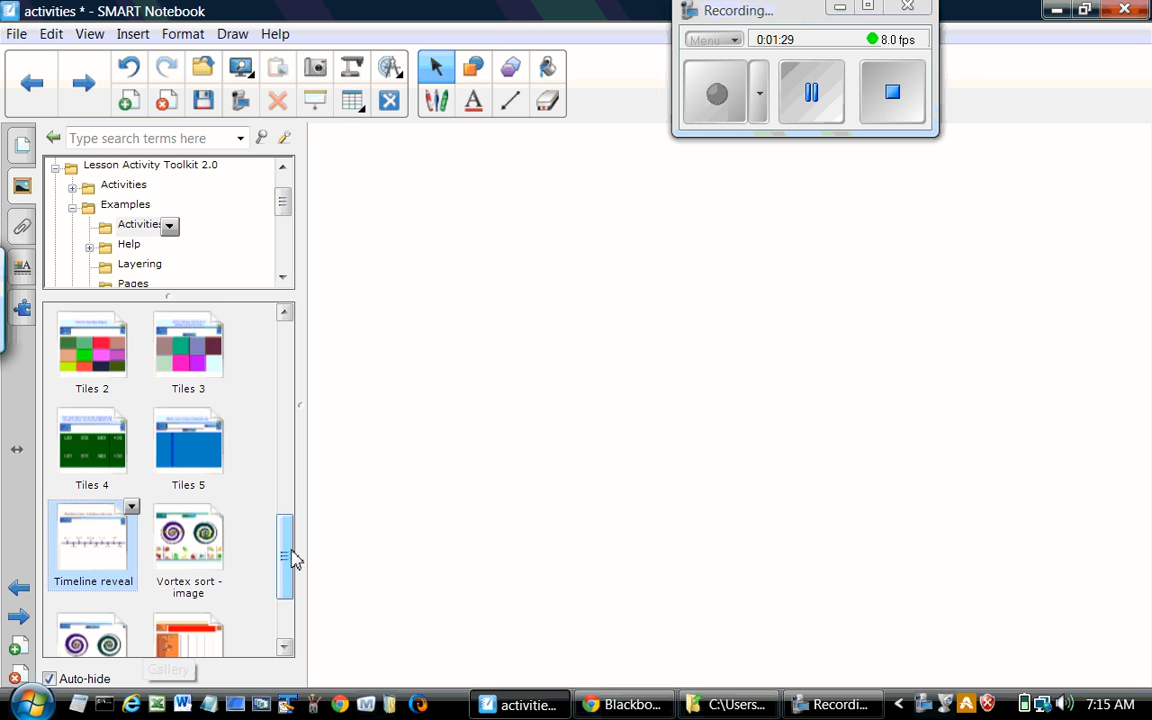 activities * - SMART Notebook
Recording...
File Edit View Insert Format Draw Help
Menu 0:01:29 8.0 fps
Type search terms here
Lesson Activity Toolkit 2.0
Activities
Examples
Activitie
Help
Layering
Pages
Tiles 2 Tiles 3
Tiles 4 Tiles 5
Timeline reveal Vortex sort -
image
Gallery
Auto-hide
activitie... Blackbo... C:\Users... Recordi... 7:15 AM